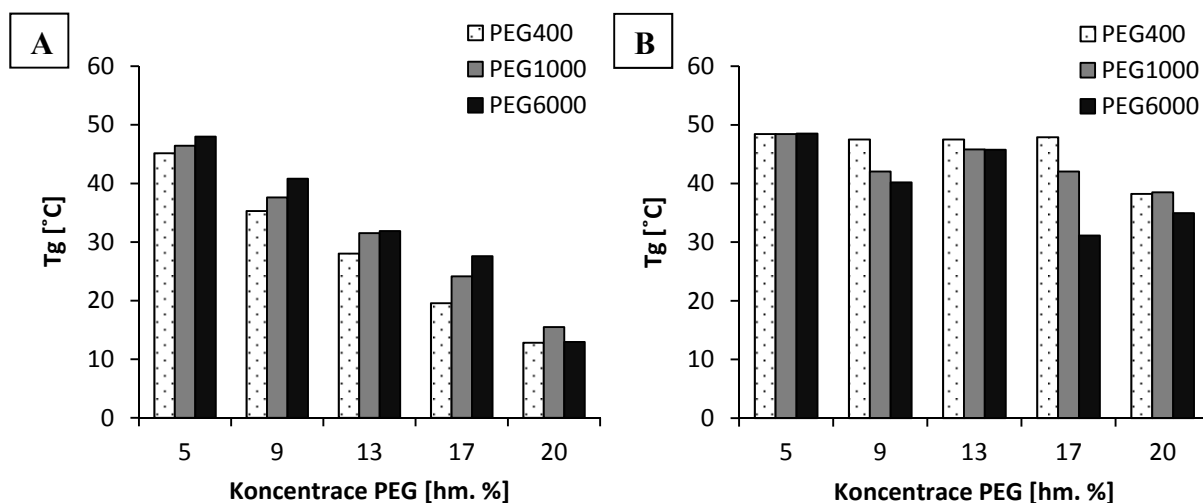 A
PEG400
PEG1000
PEG6000
60
50
40
30
20
10
0
Tg [˚C]
5 9 13 17 20
Koncentrace PEG [hm. %]
B
PEG400
PEG1000
PEG6000
60
50
40
30
20
10
0
Tg [˚C]
5 9 13 17 20
Koncentrace PEG [hm. %]